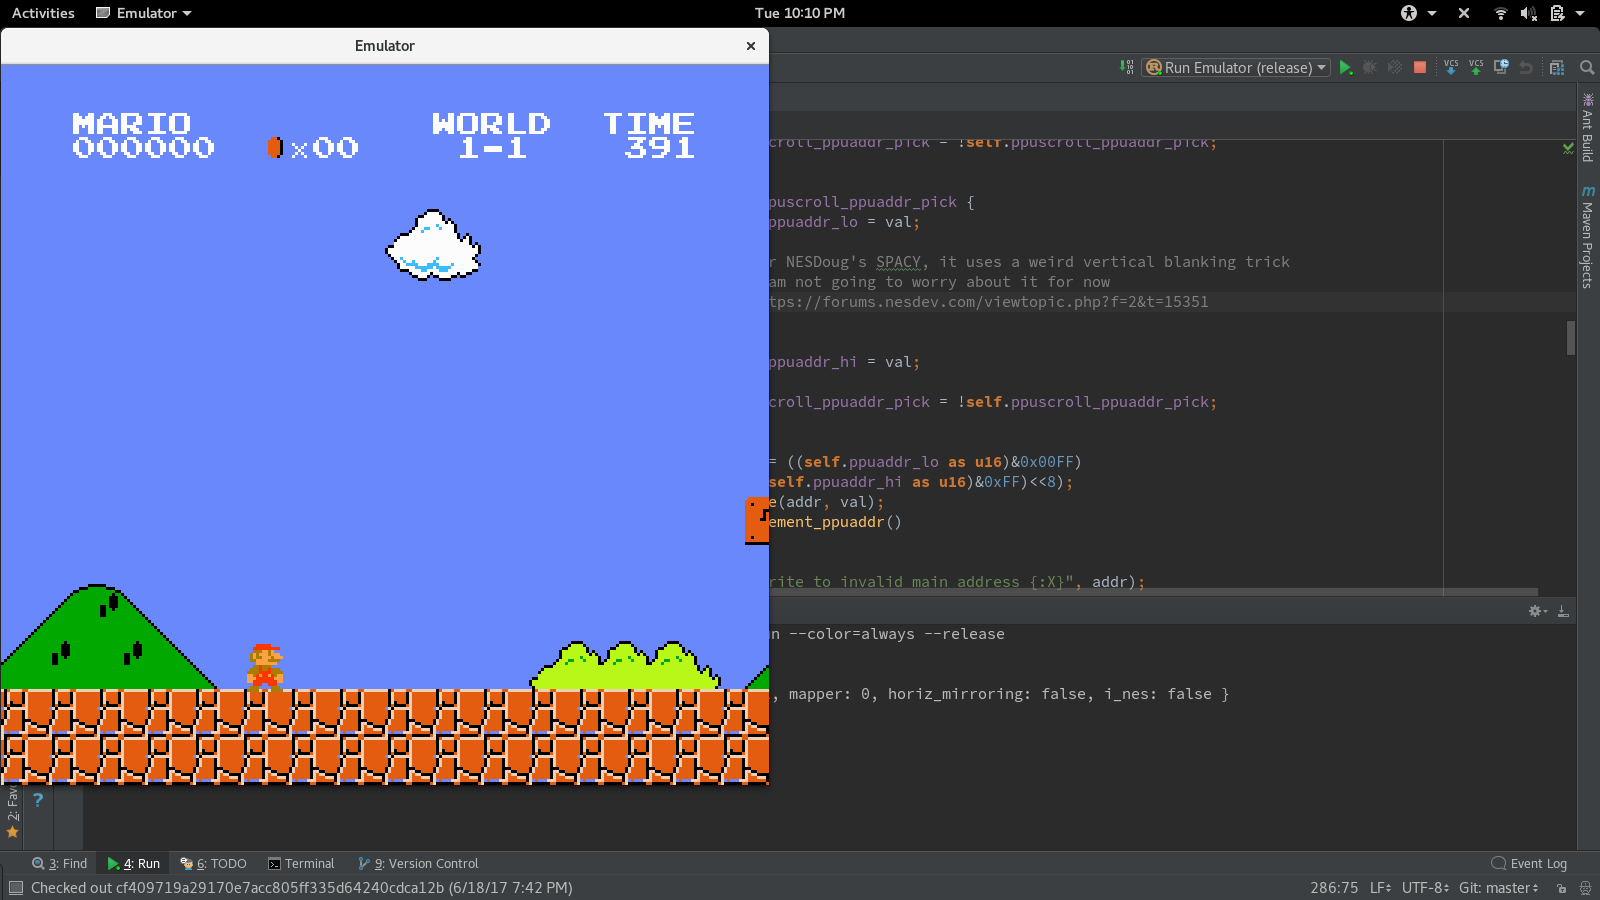 Activities Emulator Tue 10:10 PM
Emulator
Run Emulator (release) VCS VCS
MARIO WORLD TIME
000000 x00 1-1 391
croll_ppuaddr_pick = !self.ppuscroll_ppuaddr_pick;
puscroll_ppuaddr_pick {
ppuaddr_lo = val;
r NESDoug's SPACY, it uses a weird vertical blanking trick
am not going to worry about it for now
tps://forums.nesdev.com/viewtopic.php?f=2&t=15351
ppuaddr_hi = val;
croll_ppuaddr_pick = !self.ppuscroll_ppuaddr_pick;
= ((self.ppuaddr_lo as u16)&0x00FF)
self.ppuaddr_hi as u16)&0xFF)<<8);
e(addr, val);
ement_ppuaddr()
rite to invalid main address {:X}", addr);
Ant Build
m Maven Projects
n --color=always --release
, mapper: 0, horiz_mirroring: false, i_nes: false }
2: Favo
?
3: Find 4: Run 6: TODO Terminal 9: Version Control Event Log
Checked out cf409719a29170e7acc805ff335d64240cdca12b (6/18/17 7:42 PM) 286:75 LF UTF-8 Git: master